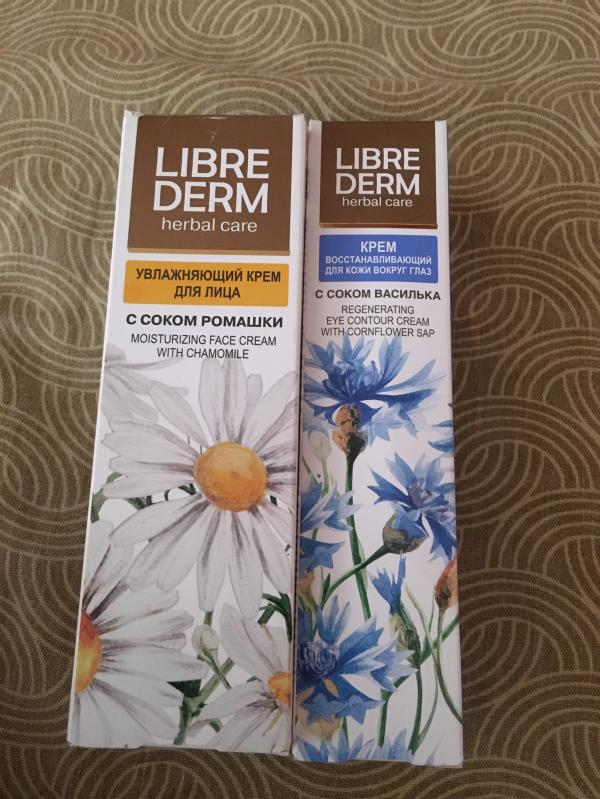 LIBRE
DERM
herbal care
УВЛАЖНЯЮЩИЙ КРЕМ
ДЛЯ ЛИЦА
С СОКОМ РОМАШКИ
MOISTURIZING FACE CREAM
WITH CHAMOMILE
LIBRE
DERM
herbal care
КРЕМ
ВОССТАНАВЛИВАЮЩИЙ
ДЛЯ КОЖИ ВОКРУГ ГЛАЗ
С СОКОМ ВАСИЛЬКА
REGENERATING
EYE CONTOUR CREAM
WITH CORNFLOWER SAP